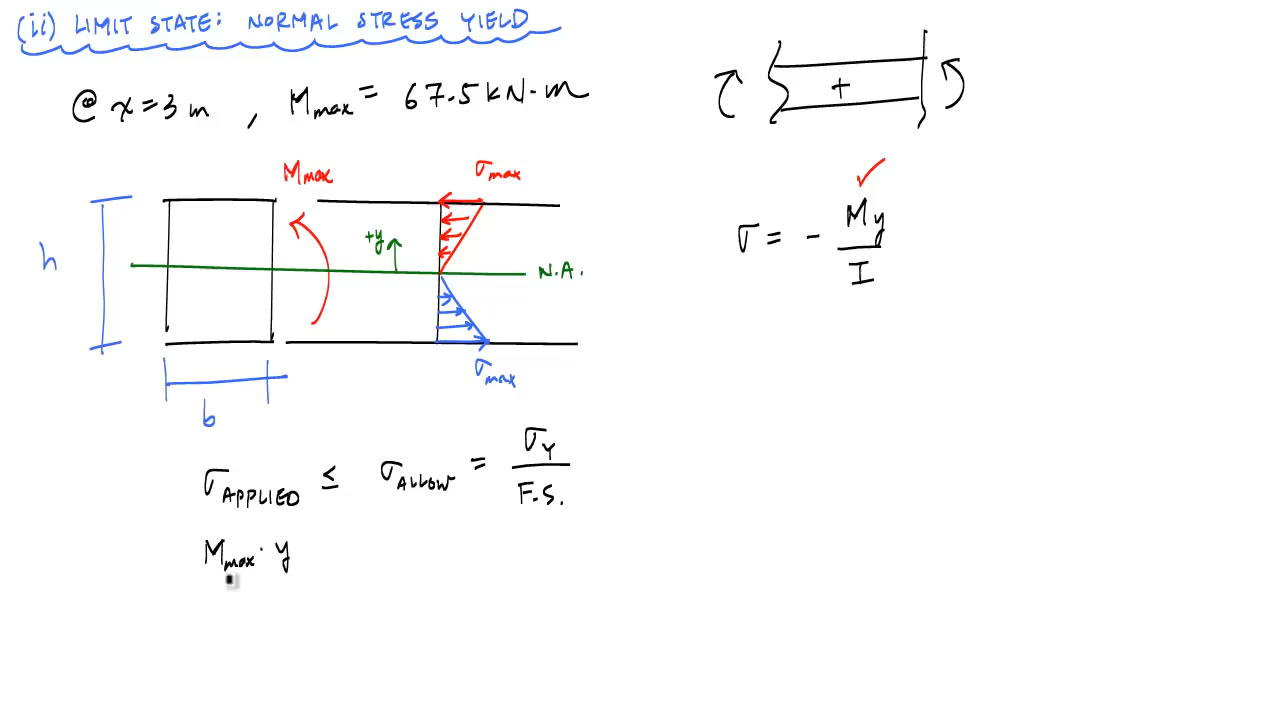 (ii) LIMIT STATE: NORMAL STRESS YIELD
@ x = 3 m , Mmax = 67.5 kN·m
+
Mmax
σmax
σ = - My / I
+y
h
N.A.
σmax
b
σAPPLIED ≤ σALLOW = σY / F.S.
Mmax · y